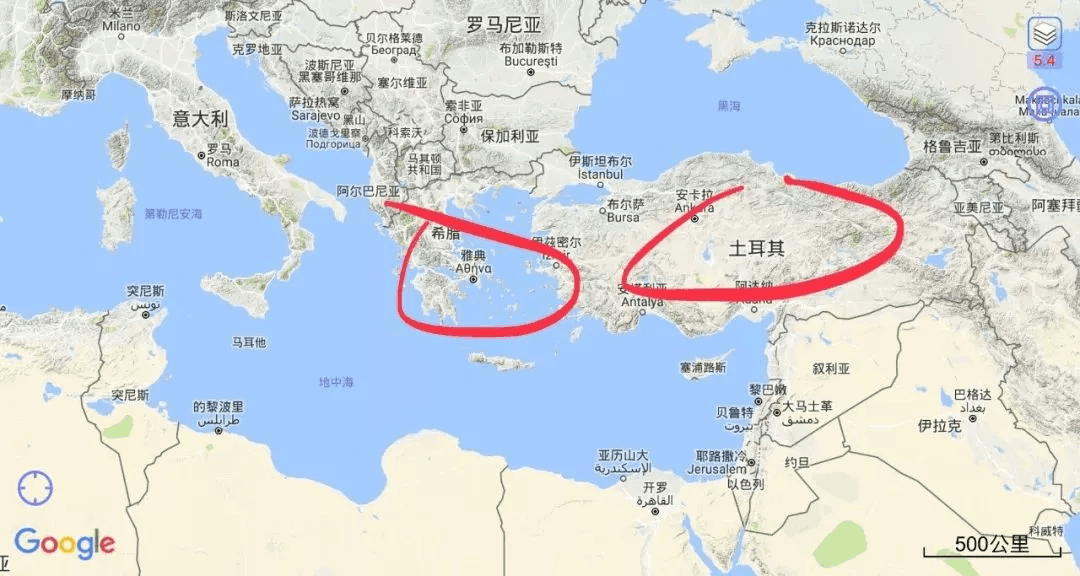 米兰
Milano
斯洛文尼亚
克罗地亚
罗马尼亚
贝尔格莱德
Београд
布加勒斯特
București
克拉斯诺达尔
Краснодар
5.4
摩纳哥
波斯尼亚
黑塞哥维那
塞尔维亚
萨拉热窝
Sarajevo
黑山
波德戈里察
Подгорица
科索沃
索非亚
София
保加利亚
黑海
意大利
罗马
Roma
马其顿
共和国
第比利斯
თბილისი
格鲁吉亚
伊斯坦布尔
İstanbul
阿尔巴尼亚
第勒尼安海
布尔萨
Bursa
安卡拉
Ankara
亚美尼亚
阿塞拜
希腊
伊兹密尔
雅典
Αθήνα
土耳其
突尼斯
تونس
Antalya
阿达纳
马耳他
地中海
塞浦路斯
叙利亚
突尼斯
的黎波里
طرابلس
黎巴嫩
贝鲁特
بيروت
大马士革
دمشق
巴格达
بغداد
伊拉克
亚历山大
الإسكندرية
耶路撒冷
Jerusalem
以色列
约旦
开罗
القاهرة
科威特
Google
500公里
亚